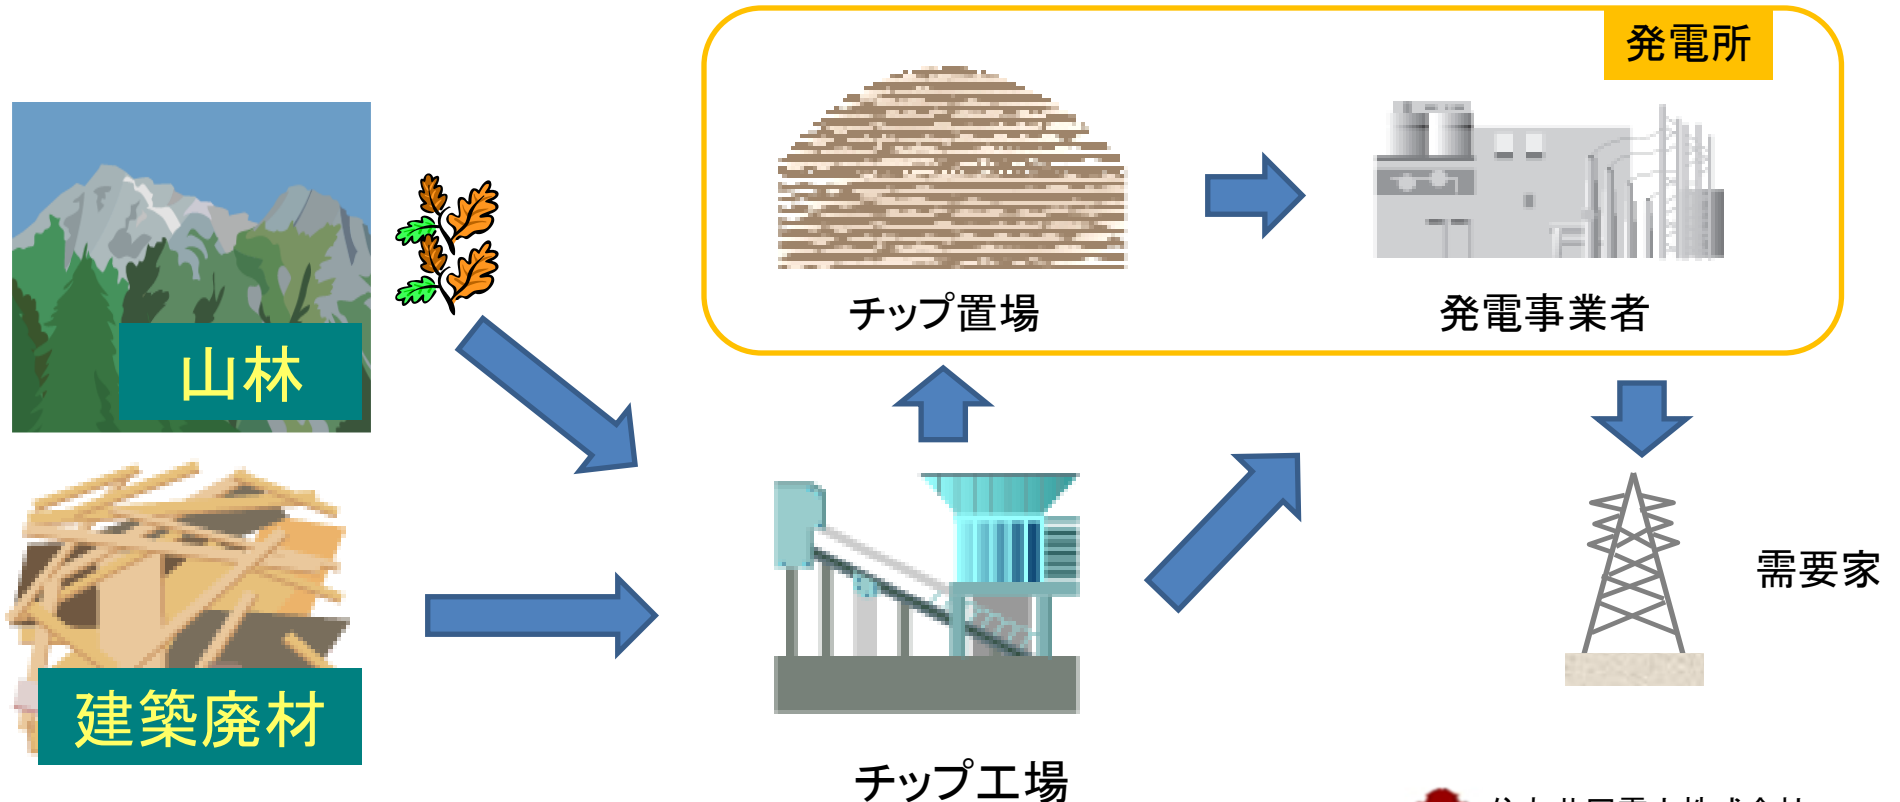 発電所
チップ置場
発電事業者
山林
需要家
建築廃材
チップ工場